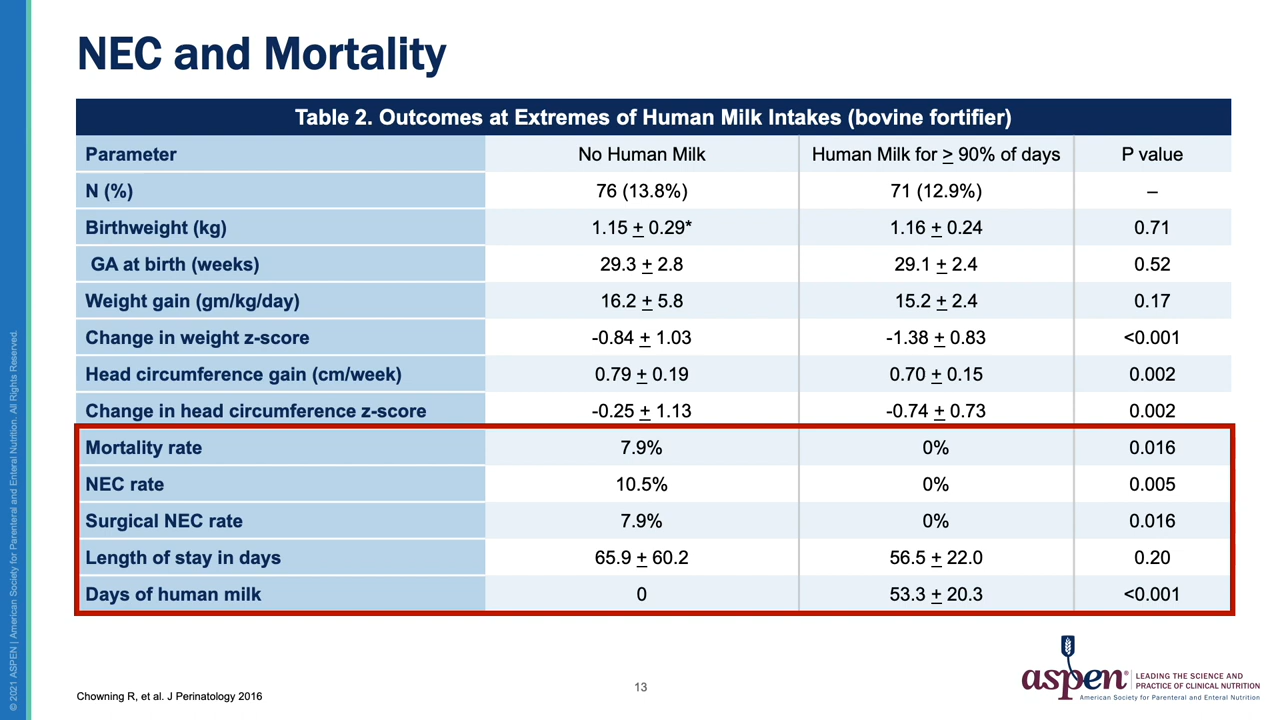 NEC and Mortality
Table 2. Outcomes at Extremes of Human Milk Intakes (bovine fortifier)
Parameter No Human Milk Human Milk for ≥ 90% of days P value
N (%) 76 (13.8%) 71 (12.9%) –
Birthweight (kg) 1.15 ± 0.29* 1.16 ± 0.24 0.71
GA at birth (weeks) 29.3 ± 2.8 29.1 ± 2.4 0.52
Weight gain (gm/kg/day) 16.2 ± 5.8 15.2 ± 2.4 0.17
Change in weight z-score -0.84 ± 1.03 -1.38 ± 0.83 <0.001
Head circumference gain (cm/week) 0.79 ± 0.19 0.70 ± 0.15 0.002
Change in head circumference z-score -0.25 ± 1.13 -0.74 ± 0.73 0.002
Mortality rate 7.9% 0% 0.016
NEC rate 10.5% 0% 0.005
Surgical NEC rate 7.9% 0% 0.016
Length of stay in days 65.9 ± 60.2 56.5 ± 22.0 0.20
Days of human milk 0 53.3 ± 20.3 <0.001
Chowning R, et al. J Perinatology 2016
13
aspen®
LEADING THE SCIENCE AND
PRACTICE OF CLINICAL NUTRITION
American Society for Parenteral and Enteral Nutrition
© 2021 ASPEN | American Society for Parenteral and Enteral Nutrition. All Rights Reserved.